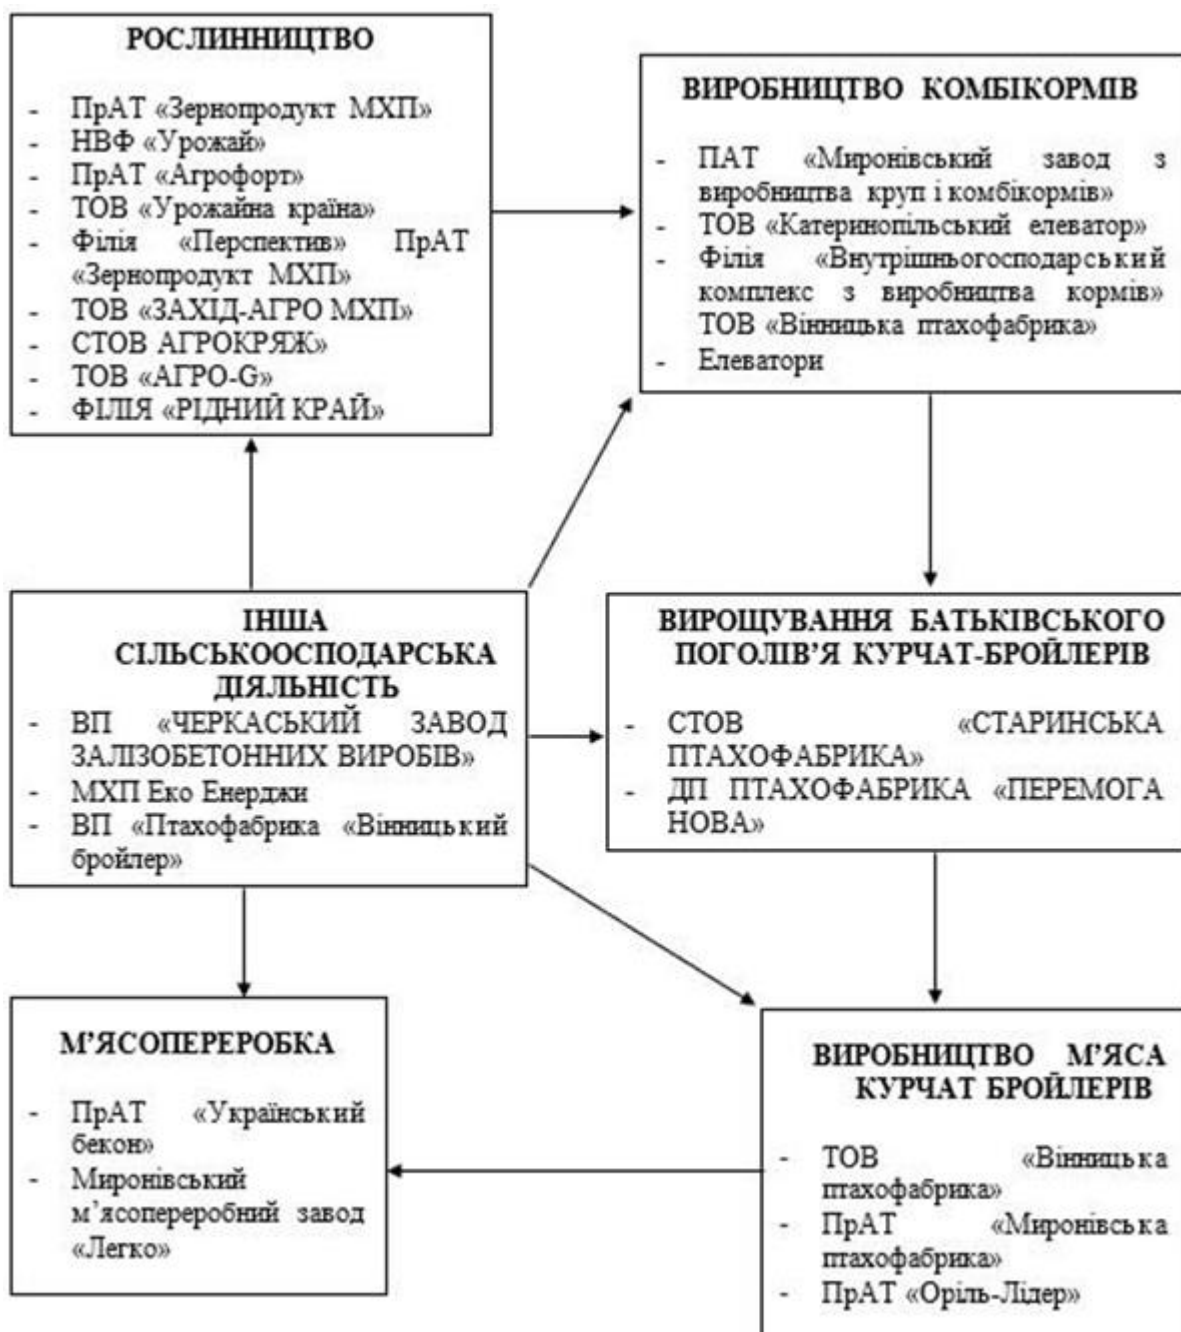 РОСЛИННИЦТВО
- ПрАТ «Зернопродукт МХП»
- НВФ «Урожай»
- ПрАТ «Агрофорт»
- ТОВ «Урожайна країна»
- Філія «Перспектив» ПрАТ
«Зернопродукт МХП»
- ТОВ «ЗАХІД-АГРО МХП»
- СТОВ АГРОКРЯЖ»
- ТОВ «АГРО-G»
- ФІЛІЯ «РІДНИЙ КРАЙ»
ВИРОБНИЦТВО КОМБІКОРМІВ
- ПАТ «Миронівський завод з
виробництва круп і комбікормів»
- ТОВ «Катеринопільський елеватор»
- Філія «Внутрішньогосподарський
комплекс з виробництва кормів»
ТОВ «Вінницька птахофабрика»
- Елеватори
ІНША
СІЛЬСЬКООСПОДАРСЬКА
ДІЯЛЬНІСТЬ
- ВП «ЧЕРКАСЬКИЙ ЗАВОД
ЗАЛІЗОБЕТОННИХ ВИРОБІВ»
- МХП Еко Енерджи
- ВП «Птахофабрика «Вінницький
бройлер»
ВИРОЩУВАННЯ БАТЬКІВСЬКОГО
ПОГОЛІВ’Я КУРЧАТ-БРОЙЛЕРІВ
- СТОВ «СТАРИНСЬКА
ПТАХОФАБРИКА»
- ДП ПТАХОФАБРИКА «ПЕРЕМОГА
НОВА»
М’ЯСОПЕРЕРОБКА
- ПрАТ «Український
бекон»
- Миронівський
м’ясопереробний завод
«Легко»
ВИРОБНИЦТВО М’ЯСА
КУРЧАТ БРОЙЛЕРІВ
- ТОВ «Вінницька
птахофабрика»
- ПрАТ «Миронівська
птахофабрика»
- ПрАТ «Оріль-Лідер»